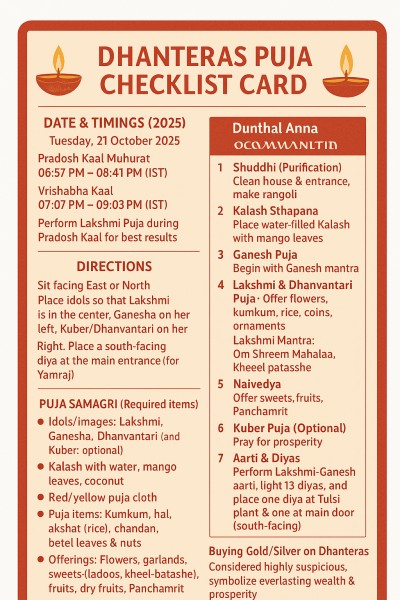 DHANTERAS PUJA
CHECKLIST CARD
DATE & TIMINGS (2025)
Tuesday, 21 October 2025
Pradosh Kaal Muhurat
06:57 PM – 08:41 PM (IST)
Vrishabha Kaal
07:07 PM – 09:03 PM (IST)
Perform Lakshmi Puja during
Pradosh Kaal for best results
DIRECTIONS
Sit facing East or North
Place idols so that Lakshmi
is in the center, Ganesha on her
left, Kuber/Dhanvantari on her
Right. Place a south-facing
diya at the main entrance (for
Yamraj)
PUJA SAMAGRI (Required items)
● Idols/images: Lakshmi,
Ganesha, Dhanvantari (and
Kuber: optional)
● Kalash with water, mango
leaves, coconut
● Red/yellow puja cloth
● Puja items: Kumkum, hal,
akshat (rice), chandan,
betel leaves & nuts
● Offerings: Flowers, garlands,
sweets-(ladoos, kheel-batashe),
fruits, dry fruits, Panchamrit
Dunthal Anna
1 Shuddhi (Purification)
Clean house & entrance,
make rangoli
2 Kalash Sthapana
Place water-filled Kalash
with mango leaves
3 Ganesh Puja
Begin with Ganesh mantra
4 Lakshmi & Dhanvantari
Puja· Offer flowers,
kumkum, rice, coins,
ornaments
Lakshmi Mantra:
Om Shreem Mahalaa,
Kheeel patasshe
5 Naivedya
Offer sweets, fruits,
Panchamrit
6 Kuber Puja (Optional)
Pray for prosperity
7 Aarti & Diyas
Perform Lakshmi-Ganesh
aarti, light 13 diyas, and
place one diya at Tulsi
plant & one at main door
(south-facing)
Buying Gold/Silver on Dhanteras
Considered highly suspicious,
symbolize everlasting wealth &
prosperity